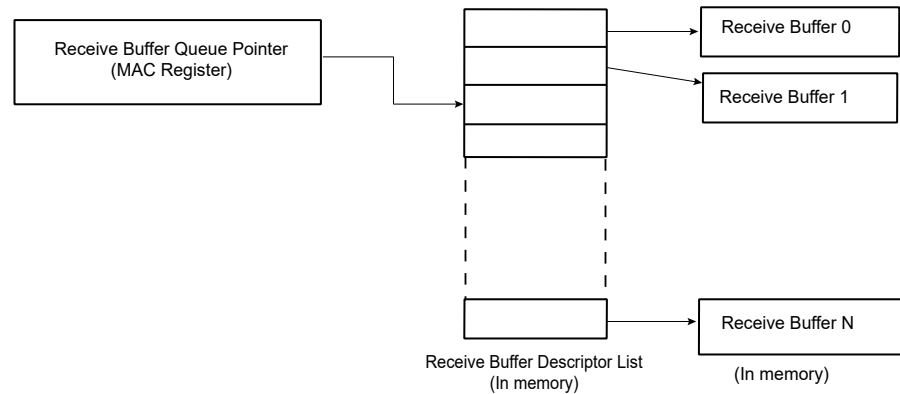 Receive Buffer Queue Pointer
(MAC Register)
Receive Buffer 0
Receive Buffer 1
Receive Buffer N
Receive Buffer Descriptor List
(In memory)
(In memory)